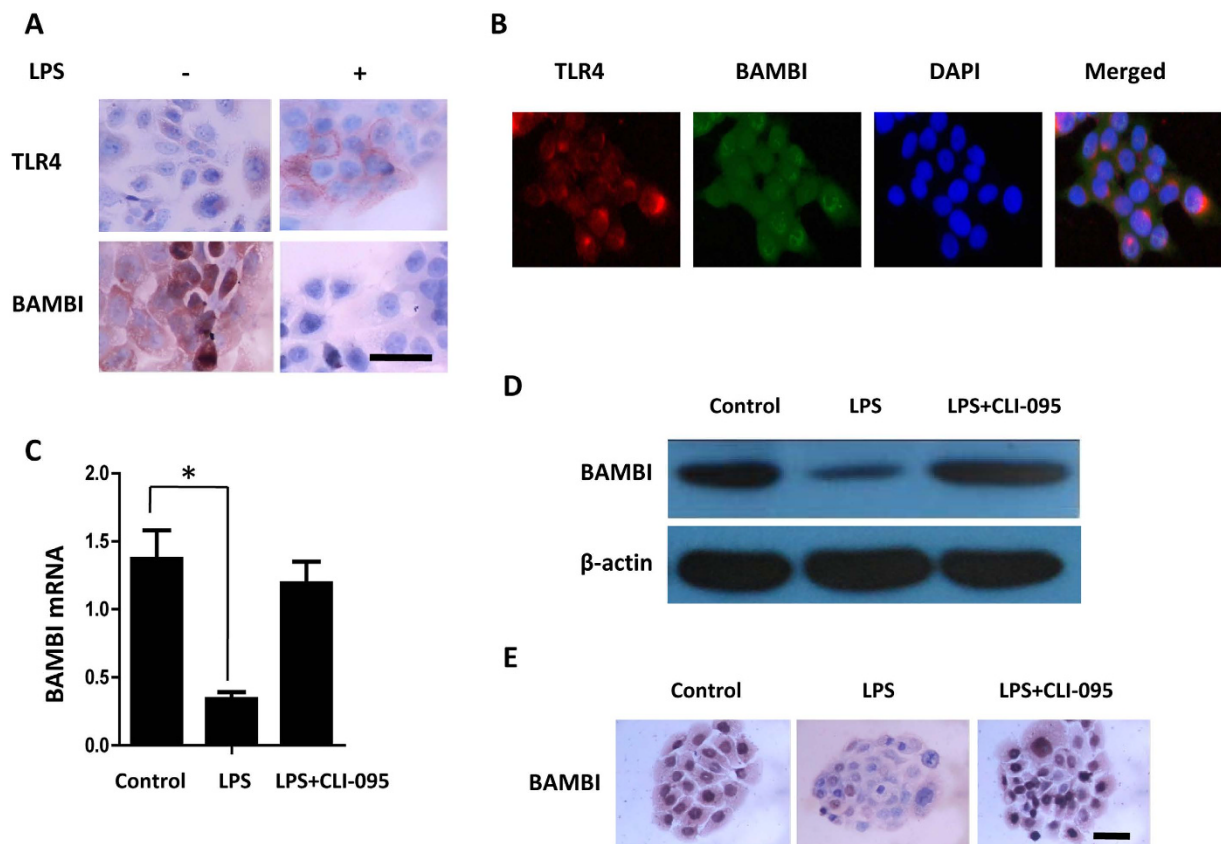 A
LPS - +
TLR4
BAMBI
B
TLR4 BAMBI DAPI Merged
C
BAMBI mRNA
2.0
1.5
1.0
0.5
0.0
*
Control LPS LPS+CLI-095
D
Control LPS LPS+CLI-095
BAMBI
β-actin
E
Control LPS LPS+CLI-095
BAMBI